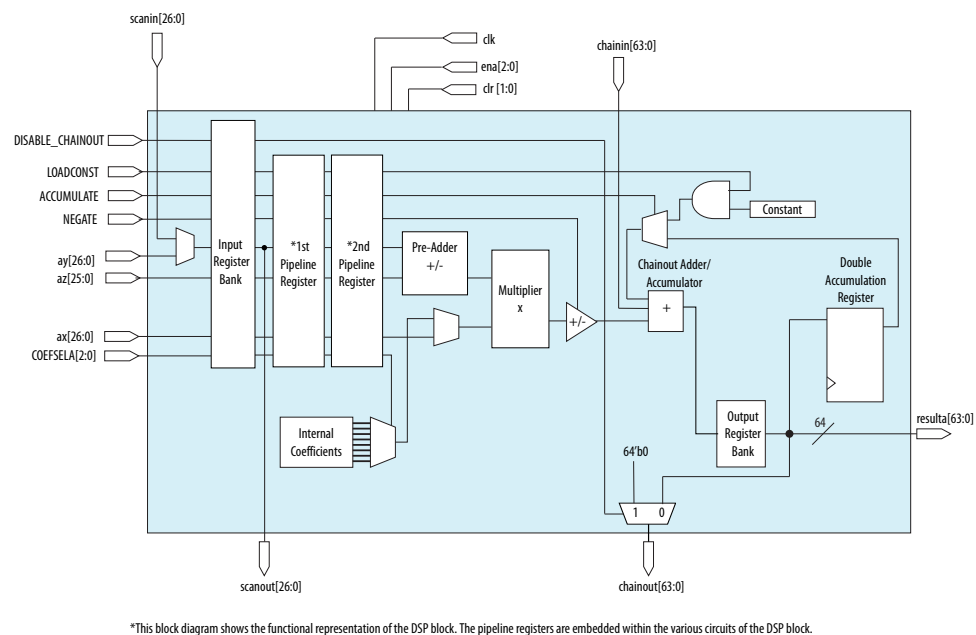 scanin[26:0]
clk
chainin[63:0]
ena[2:0]
clr [1:0]
DISABLE_CHAINOUT
LOADCONST
ACCUMULATE
NEGATE
ay[26:0]
az[25:0]
ax[26:0]
COEFSELA[2:0]
Input
Register
Bank
*1st
Pipeline
Register
*2nd
Pipeline
Register
Pre-Adder
+/-
Multiplier
x
+/-
Internal
Coefficients
Constant
Chainout Adder/
Accumulator
+
Double
Accumulation
Register
Output
Register
Bank
64
resulta[63:0]
64'b0
1 0
scanout[26:0]
chainout[63:0]
*This block diagram shows the functional representation of the DSP block. The pipeline registers are embedded within the various circuits of the DSP block.